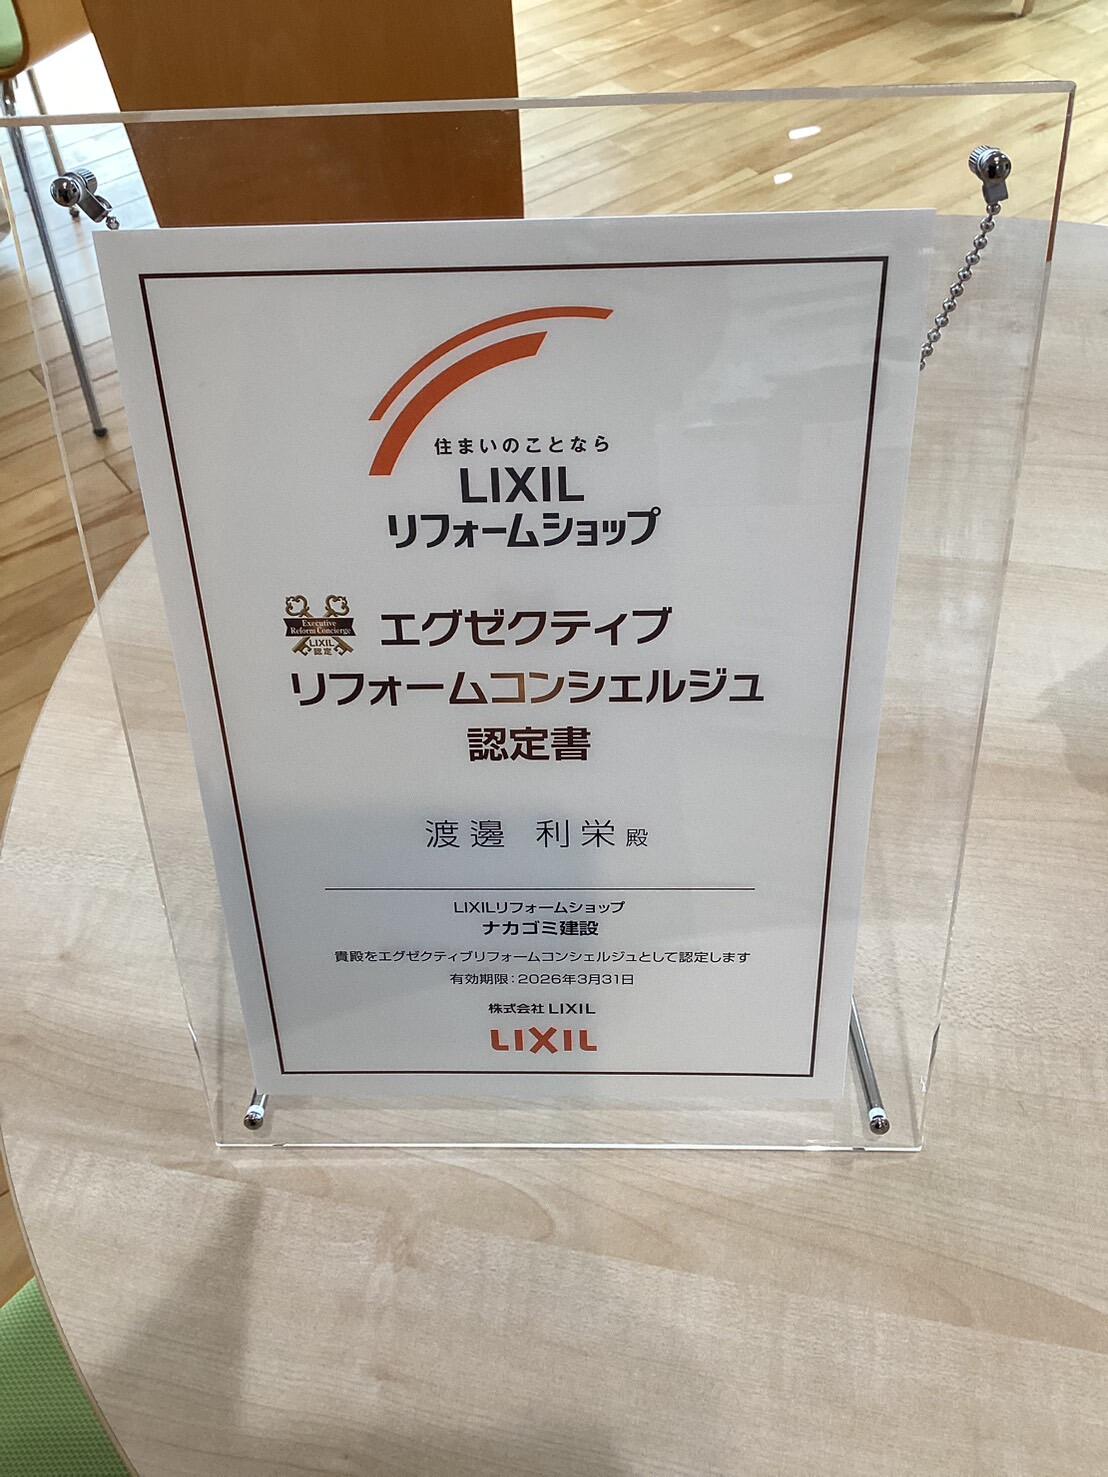 住まいのことなら
LIXIL
リフォームショップ
Executive
Reform Concierge
LIXIL
認定
エグゼクティブ
リフォームコンシェルジュ
認定書
渡邊 利栄 殿
LIXILリフォームショップ
ナカゴミ建設
貴殿をエグゼクティブリフォームコンシェルジュとして認定します
有効期限：2026年3月31日
株式会社 LIXIL
LIXIL